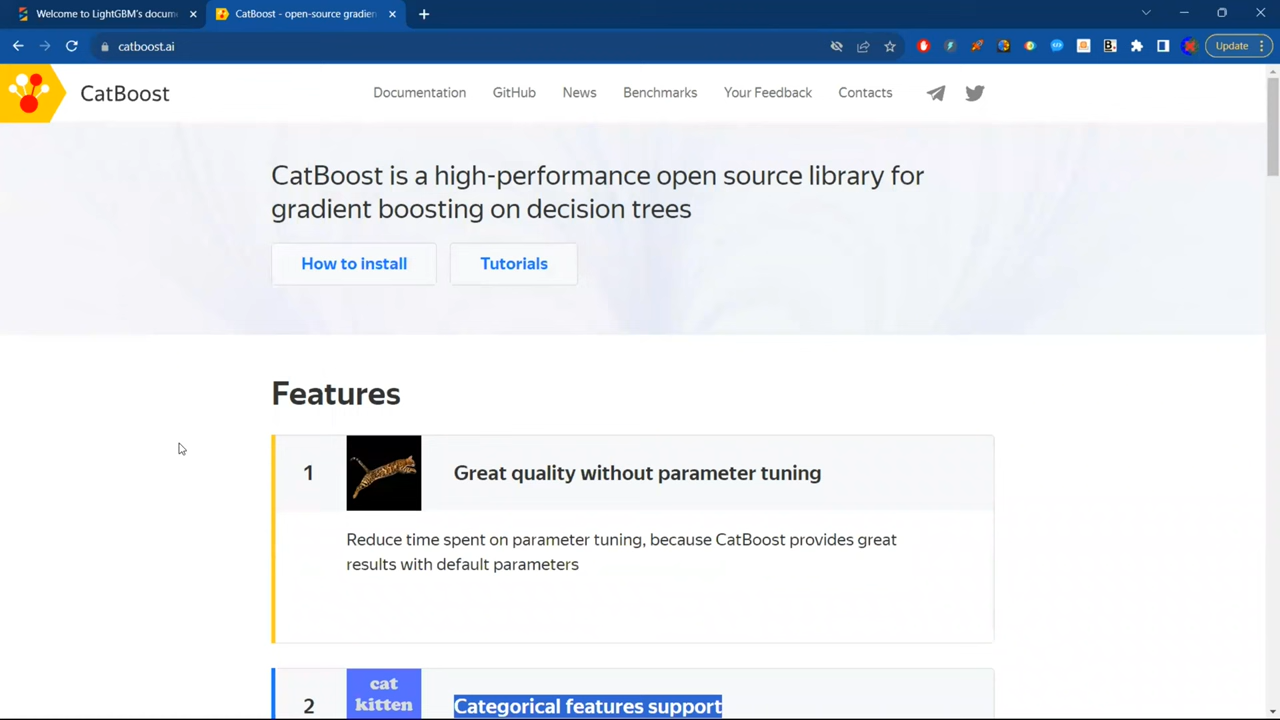 Welcome to LightGBM's docume
CatBoost - open-source gradien
catboost.ai
Update
CatBoost
Documentation
GitHub
News
Benchmarks
Your Feedback
Contacts
CatBoost is a high-performance open source library for
gradient boosting on decision trees
How to install
Tutorials
Features
1
Great quality without parameter tuning
Reduce time spent on parameter tuning, because CatBoost provides great
results with default parameters
2
cat
kitten
Categorical features support